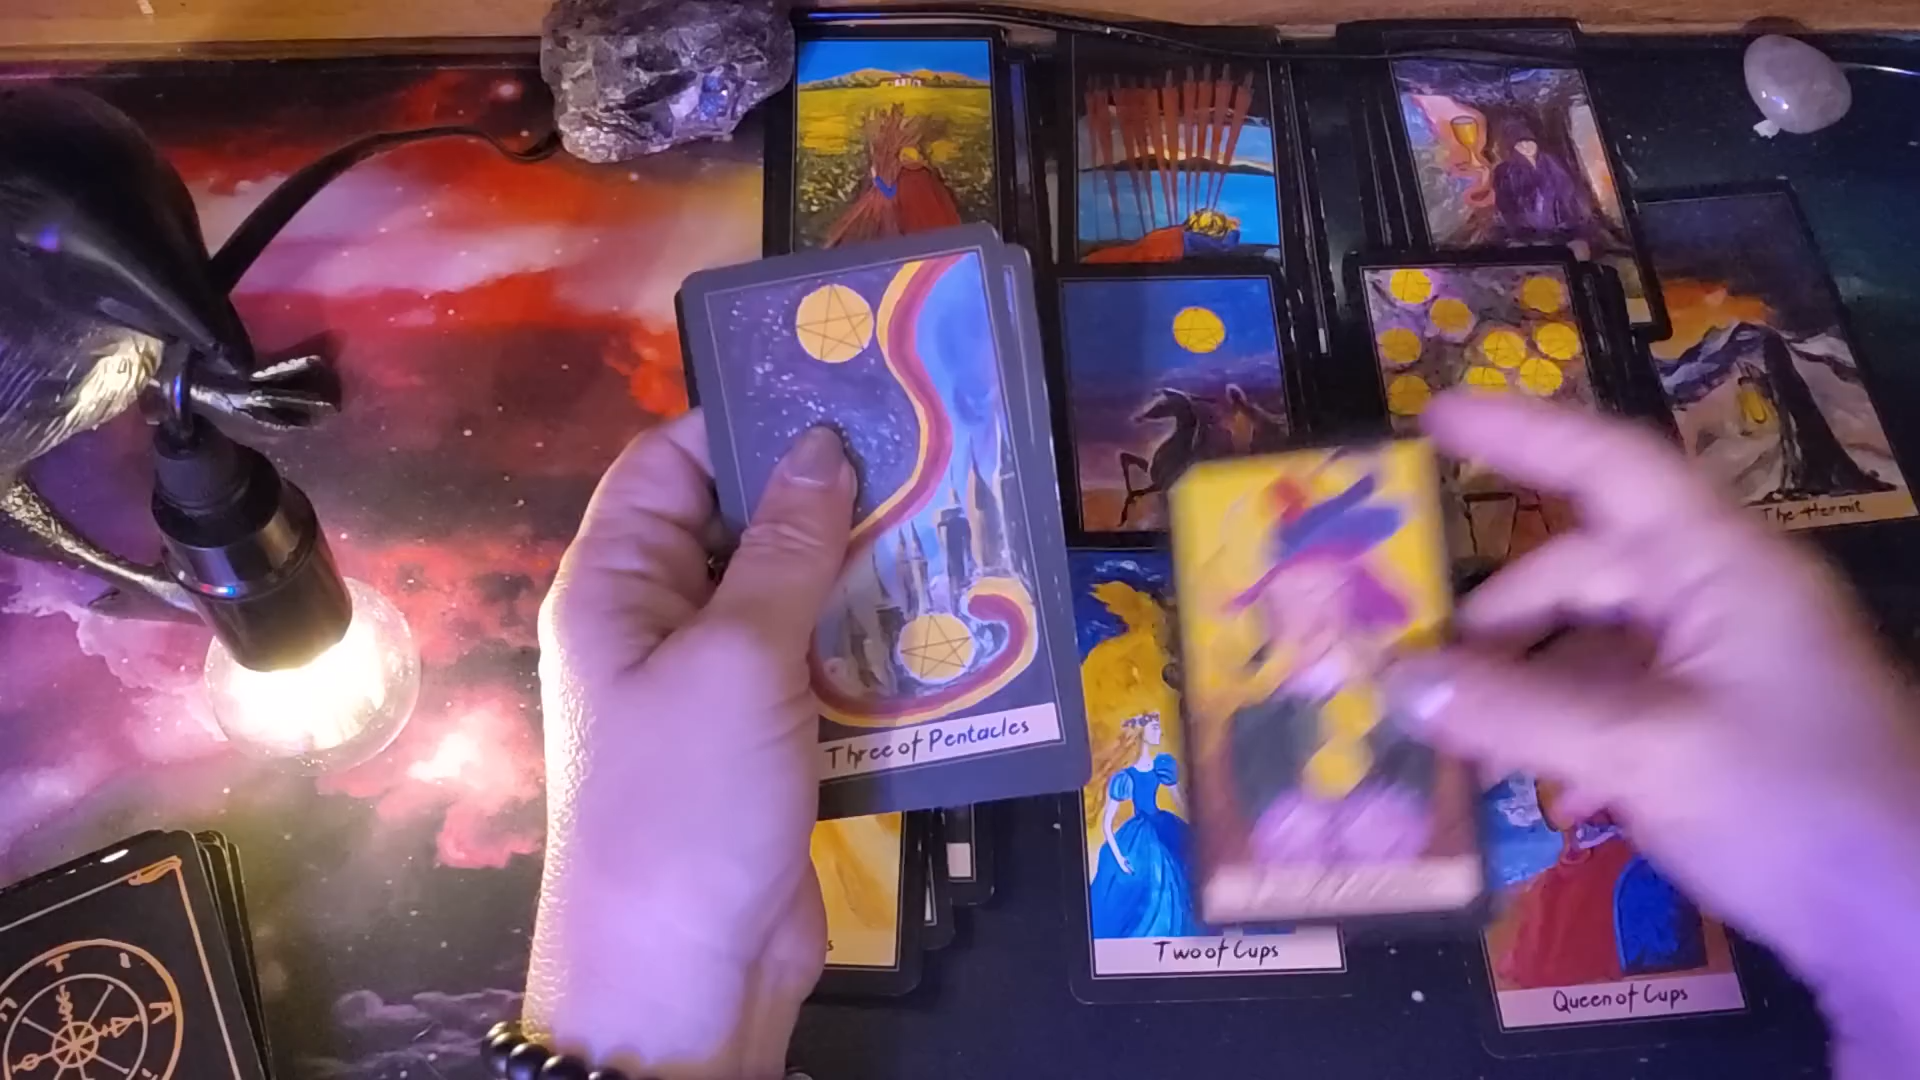 The Hermit
Three of Pentacles
Two of Cups
Queen of Cups
T
A